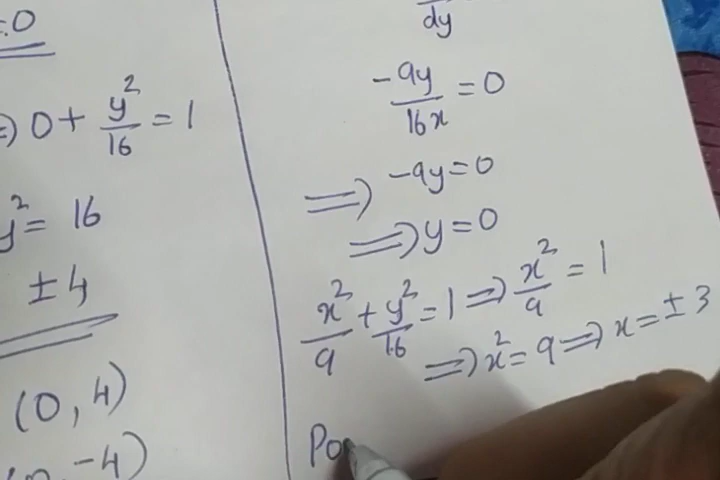 =0
⇒ 0 + y²/16 = 1
y² = 16
±4
(0, 4)
-4)
dy
-9y/16x = 0
⇒ -9y = 0
⇒ y = 0
x²/9 + y²/16 = 1 ⇒ x²/9 = 1
⇒ x² = 9 ⇒ x = ±3
Po